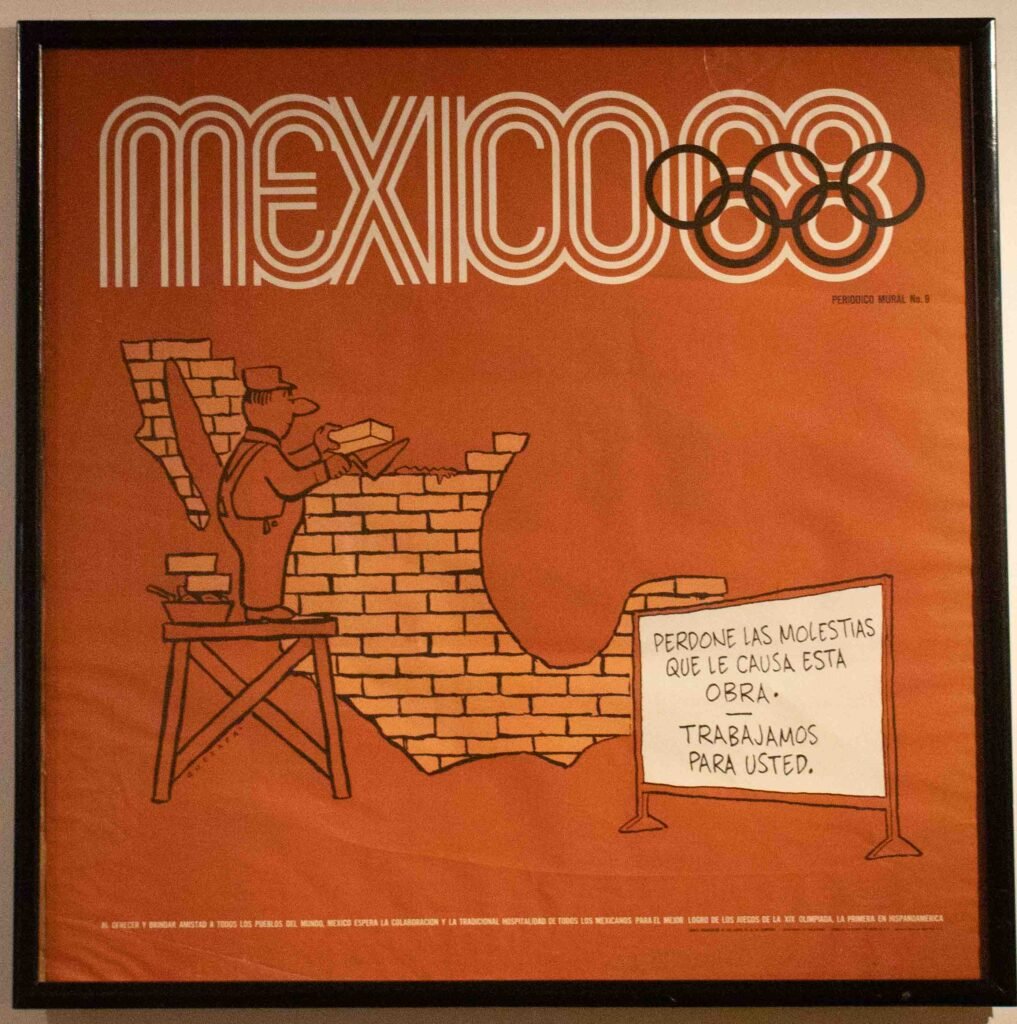 MEXICO68
PERIODICO MURAL No. 9
PERDONE LAS MOLESTIAS
QUE LE CAUSA ESTA
OBRA.
TRABAJAMOS
PARA USTED.
AL OFRECER Y BRINDAR AMISTAD A TODOS LOS PUEBLOS DEL MUNDO, MEXICO ESPERA LA COLABORACION Y LA TRADICIONAL HOSPITALIDAD DE TODOS LOS MEXICANOS PARA EL MEJOR LOGRO DE LOS JUEGOS DE LA XIX OLIMPIADA, LA PRIMERA EN HISPANOAMERICA